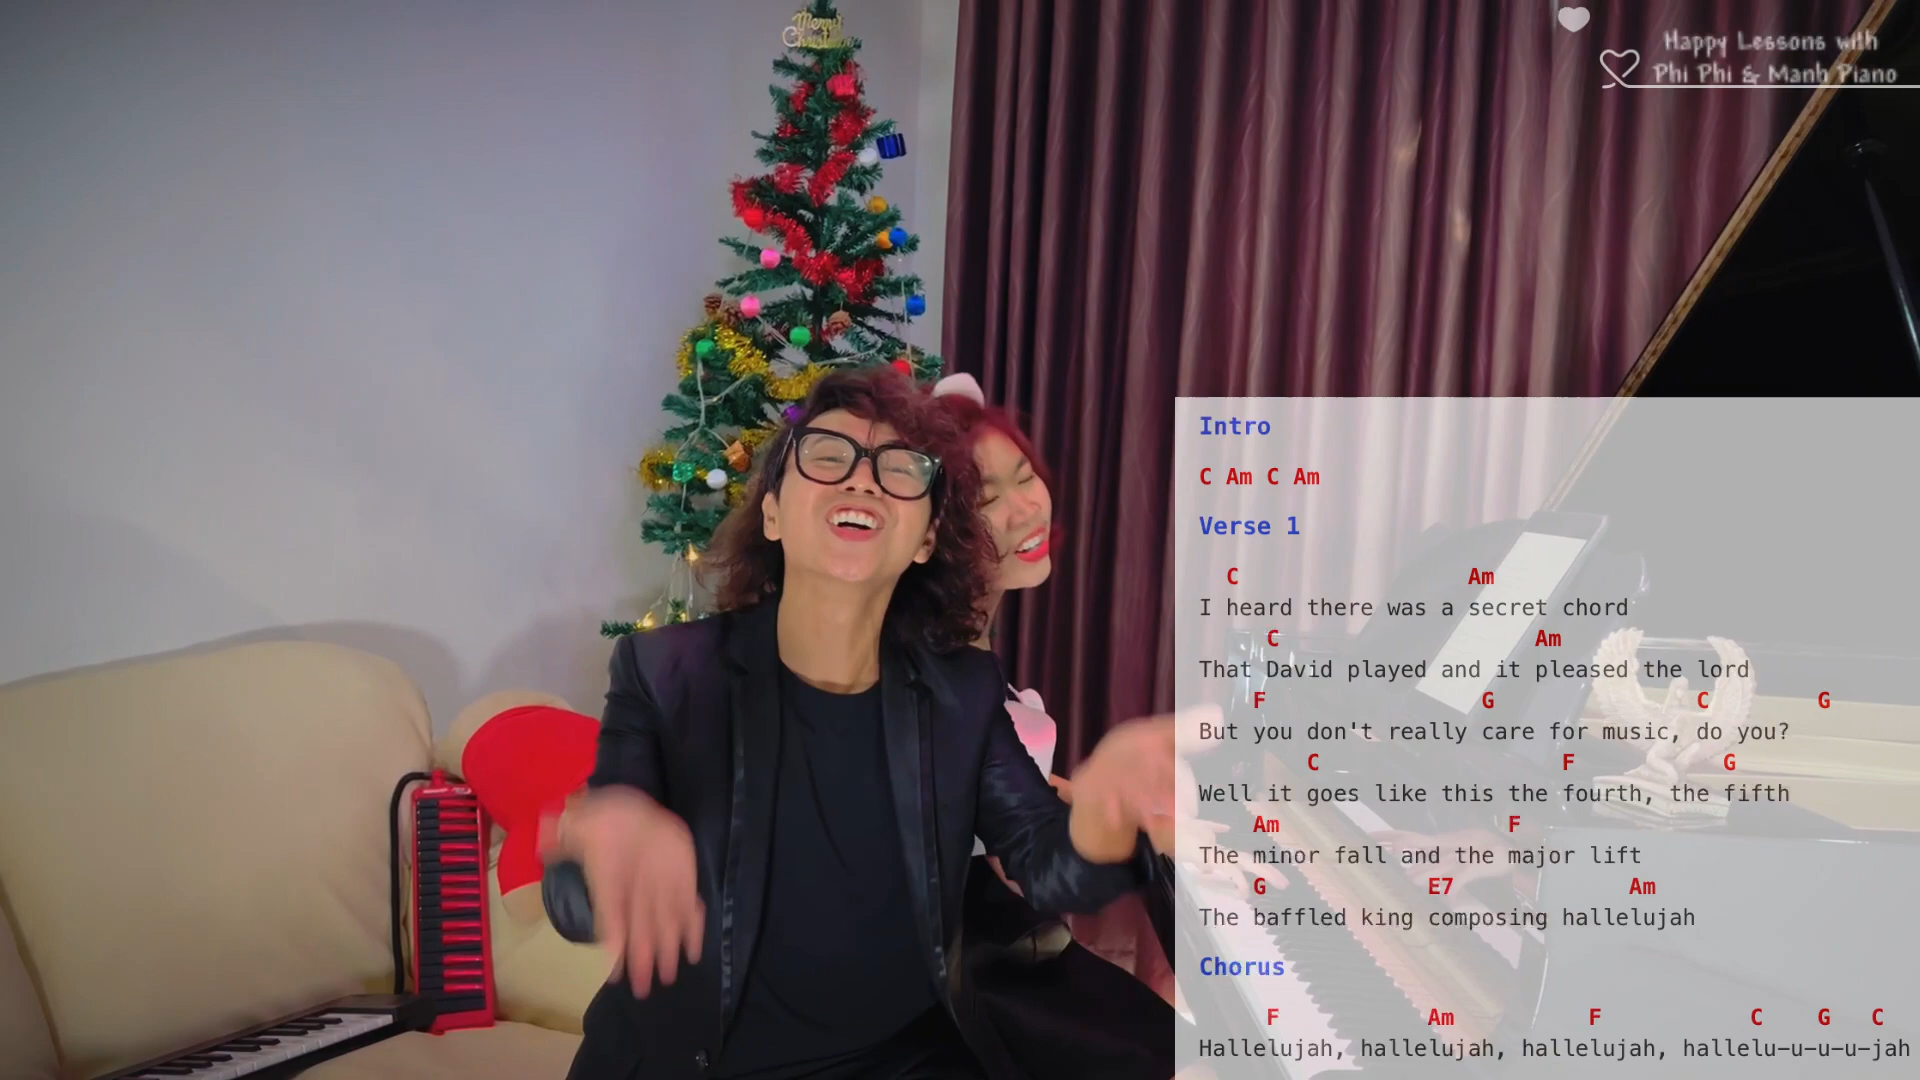 Merry
Christmas
Happy Lessons with
Phi Phi & Manh Piano
Intro
C Am C Am
Verse 1
C Am
I heard there was a secret chord
C Am
That David played and it pleased the lord
F G C G
But you don't really care for music, do you?
C F G
Well it goes like this the fourth, the fifth
Am F
The minor fall and the major lift
G E7 Am
The baffled king composing hallelujah
Chorus
F Am F C G C
Hallelujah, hallelujah, hallelujah, hallelu-u-u-u-jah